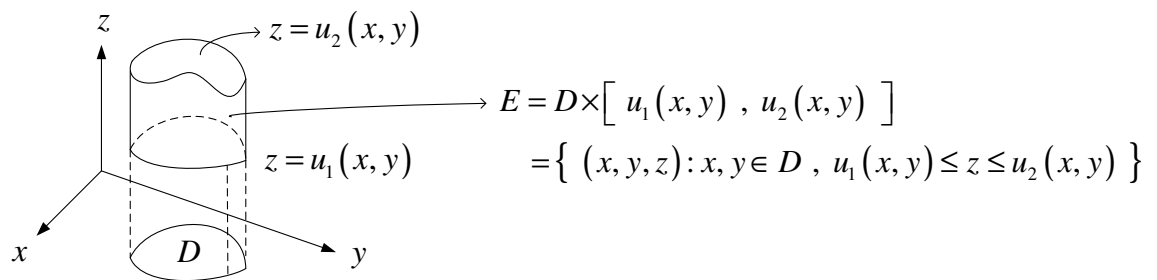 z
z = u₂(x, y)
E = D×[ u₁(x, y) , u₂(x, y) ]
z = u₁(x, y)
={ (x, y, z): x, y ∈ D , u₁(x, y) ≤ z ≤ u₂(x, y) }
x
D
y